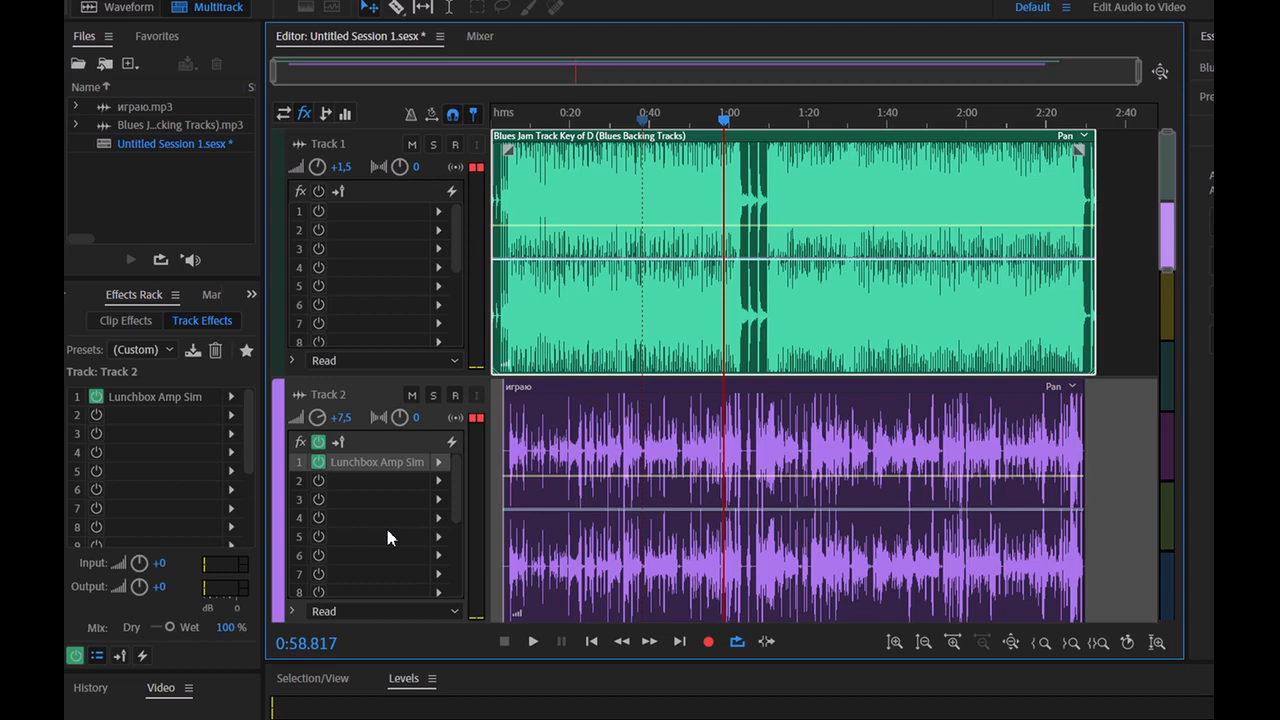 Waveform Multitrack Default Edit Audio to Video
Files Favorites
Name S
играю.mp3
Blues J...cking Tracks).mp3
Untitled Session 1.sesx *
Effects Rack Mar
Clip Effects Track Effects
Presets: (Custom)
Track: Track 2
1 Lunchbox Amp Sim
2
3
4
5
6
7
8
9
Input: +0
Output: +0
dB 0
Mix: Dry Wet 100 %
History Video
Editor: Untitled Session 1.sesx * Mixer
hms 0:20 0:40 1:00 1:20 1:40 2:00 2:20 2:40
Track 1 M S R I
+1,5 0
fx
1
2
3
4
5
6
7
8
Read
Blues Jam Track Key of D (Blues Backing Tracks) Pan
Track 2 M S R I
+7,5 0
fx
1 Lunchbox Amp Sim
2
3
4
5
6
7
8
Read
играю Pan
0:58.817
Selection/View Levels
Ess
Blu
Pre